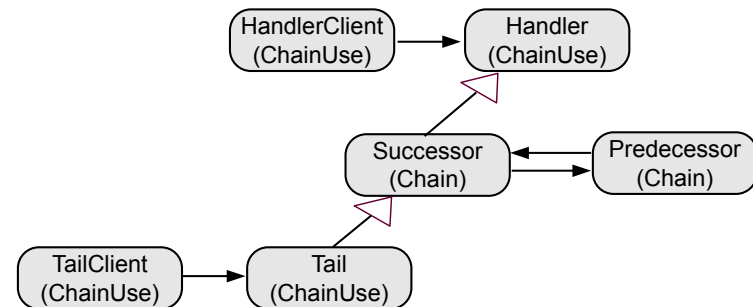 HandlerClient
(ChainUse)
Handler
(ChainUse)
Successor
(Chain)
Predecessor
(Chain)
TailClient
(ChainUse)
Tail
(ChainUse)